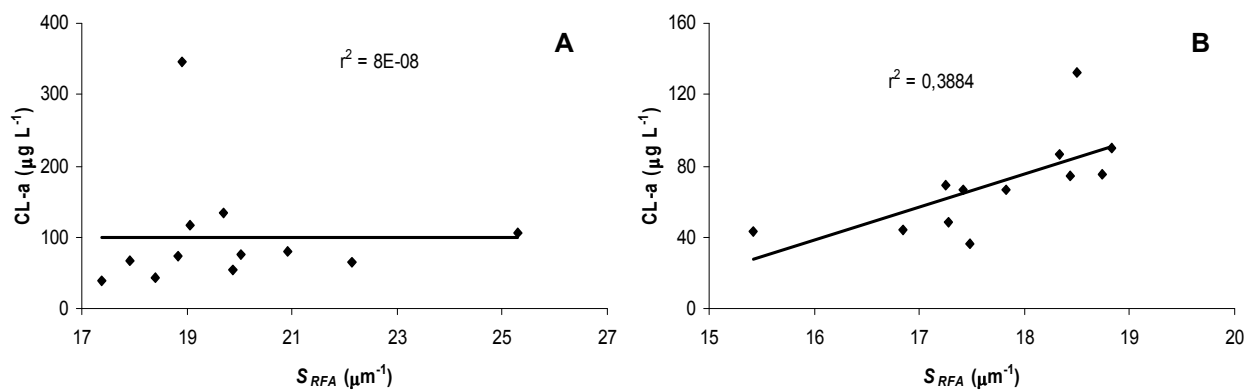 A
r² = 8E-08
CL-a (µg L⁻¹)
400
300
200
100
0
17 19 21 23 25 27
S_RFA (µm⁻¹)
B
r² = 0,3884
CL-a (µg L⁻¹)
160
120
80
40
0
15 16 17 18 19 20
S_RFA (µm⁻¹)